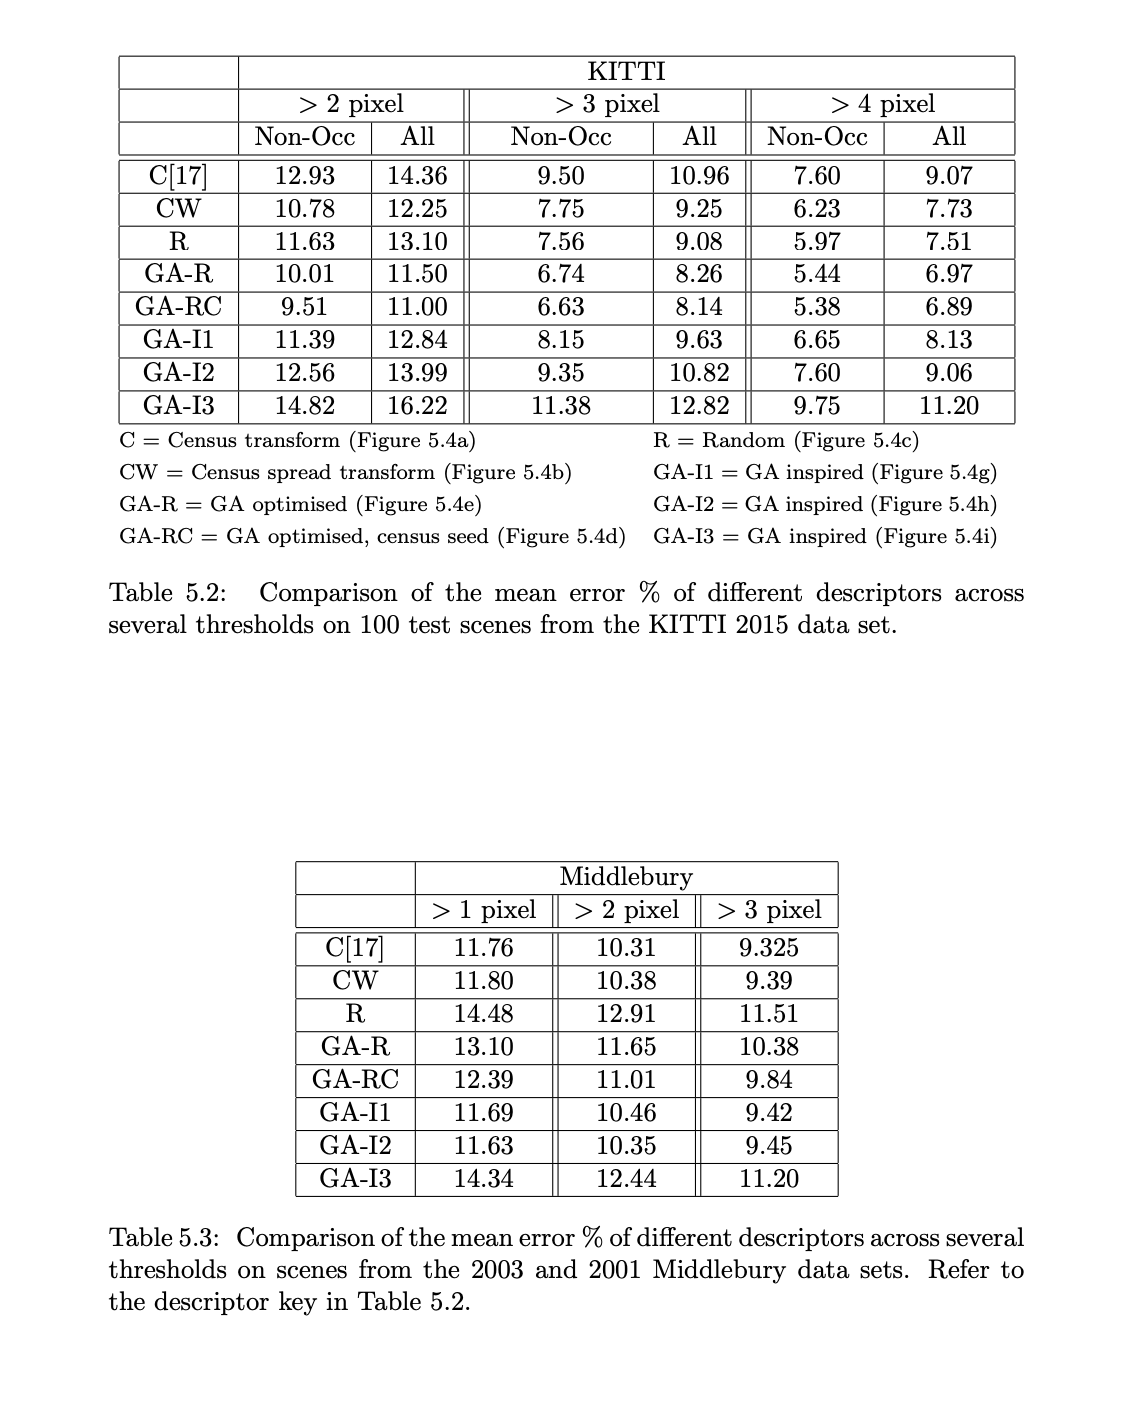 KITTI
> 2 pixel > 3 pixel > 4 pixel
Non-Occ All Non-Occ All Non-Occ All
C[17] 12.93 14.36 9.50 10.96 7.60 9.07
CW 10.78 12.25 7.75 9.25 6.23 7.73
R 11.63 13.10 7.56 9.08 5.97 7.51
GA-R 10.01 11.50 6.74 8.26 5.44 6.97
GA-RC 9.51 11.00 6.63 8.14 5.38 6.89
GA-I1 11.39 12.84 8.15 9.63 6.65 8.13
GA-I2 12.56 13.99 9.35 10.82 7.60 9.06
GA-I3 14.82 16.22 11.38 12.82 9.75 11.20
C = Census transform (Figure 5.4a) R = Random (Figure 5.4c)
CW = Census spread transform (Figure 5.4b) GA-I1 = GA inspired (Figure 5.4g)
GA-R = GA optimised (Figure 5.4e) GA-I2 = GA inspired (Figure 5.4h)
GA-RC = GA optimised, census seed (Figure 5.4d) GA-I3 = GA inspired (Figure 5.4i)
Table 5.2: Comparison of the mean error % of different descriptors across
several thresholds on 100 test scenes from the KITTI 2015 data set.
Middlebury
> 1 pixel > 2 pixel > 3 pixel
C[17] 11.76 10.31 9.325
CW 11.80 10.38 9.39
R 14.48 12.91 11.51
GA-R 13.10 11.65 10.38
GA-RC 12.39 11.01 9.84
GA-I1 11.69 10.46 9.42
GA-I2 11.63 10.35 9.45
GA-I3 14.34 12.44 11.20
Table 5.3: Comparison of the mean error % of different descriptors across several
thresholds on scenes from the 2003 and 2001 Middlebury data sets. Refer to
the descriptor key in Table 5.2.